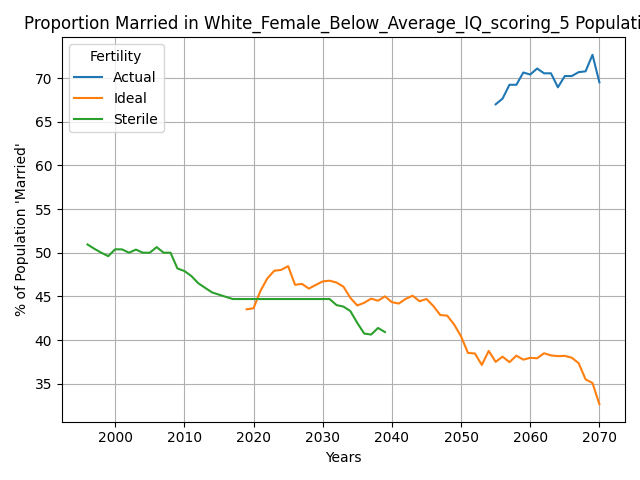 Proportion Married in White_Female_Below_Average_IQ_scoring_5 Populati
Fertility
Actual
Ideal
Sterile
% of Population 'Married'
70
65
60
55
50
45
40
35
2000 2010 2020 2030 2040 2050 2060 2070
Years